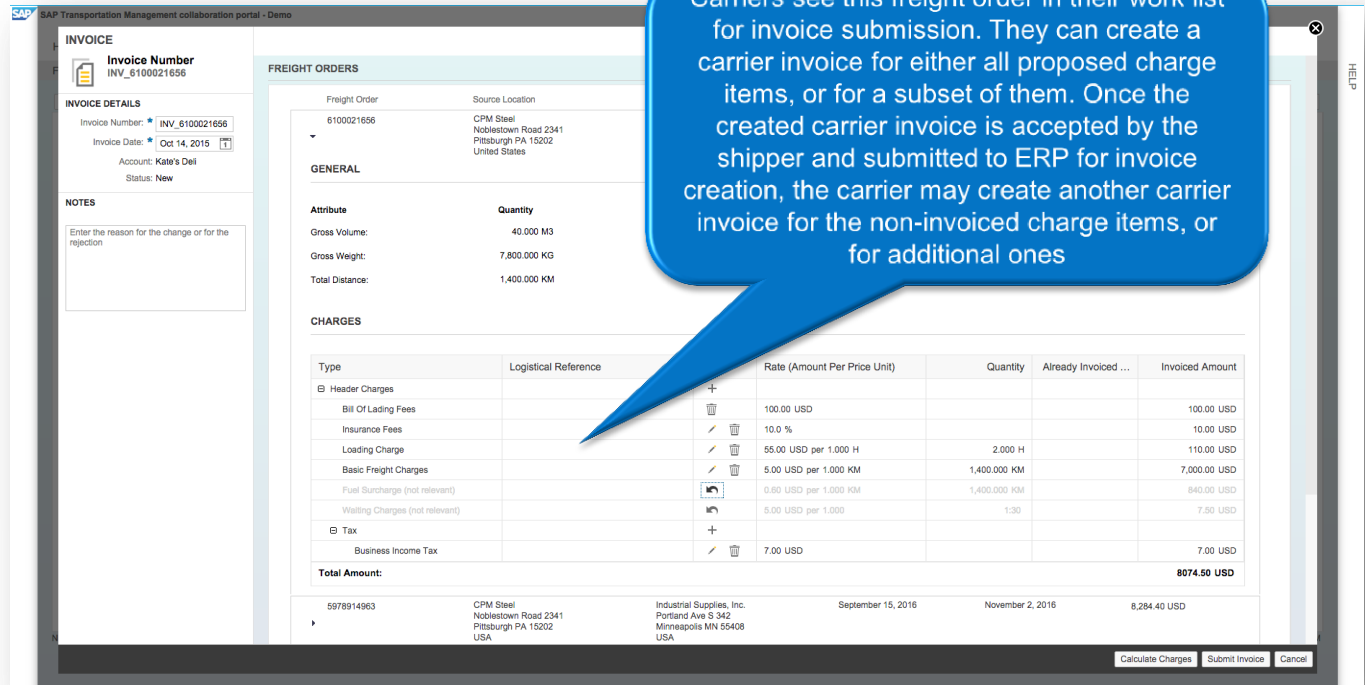 SAP
SAP Transportation Management collaboration portal - Demo
Carriers see this freight order in their work list
for invoice submission. They can create a
carrier invoice for either all proposed charge
items, or for a subset of them. Once the
created carrier invoice is accepted by the
shipper and submitted to ERP for invoice
creation, the carrier may create another carrier
invoice for the non-invoiced charge items, or
for additional ones
HELP
INVOICE
Invoice Number
INV_6100021656
INVOICE DETAILS
Invoice Number: * INV_6100021656
Invoice Date: * Oct 14, 2015
Account: Kate's Deli
Status: New
NOTES
Enter the reason for the change or for the
rejection
FREIGHT ORDERS
Freight Order Source Location
6100021656 CPM Steel
Noblestown Road 2341
Pittsburgh PA 15202
United States
GENERAL
Attribute Quantity
Gross Volume: 40.000 M3
Gross Weight: 7,800.000 KG
Total Distance: 1,400.000 KM
CHARGES
Type Logistical Reference Rate (Amount Per Price Unit) Quantity Already Invoiced ... Invoiced Amount
Header Charges
Bill Of Lading Fees 100.00 USD 100.00 USD
Insurance Fees 10.0 % 10.00 USD
Loading Charge 55.00 USD per 1.000 H 2.000 H 110.00 USD
Basic Freight Charges 5.00 USD per 1.000 KM 1,400.000 KM 7,000.00 USD
Fuel Surcharge (not relevant) 0.60 USD per 1.000 KM 1,400.000 KM 840.00 USD
Waiting Charges (not relevant) 5.00 USD per 1.000 1:30 7.50 USD
Tax
Business Income Tax 7.00 USD 7.00 USD
Total Amount: 8074.50 USD
5978914963 CPM Steel Industrial Supplies, Inc. September 15, 2016 November 2, 2016 8,284.40 USD
Noblestown Road 2341 Portland Ave S 342
Pittsburgh PA 15202 Minneapolis MN 55408
USA USA
Calculate Charges Submit Invoice Cancel